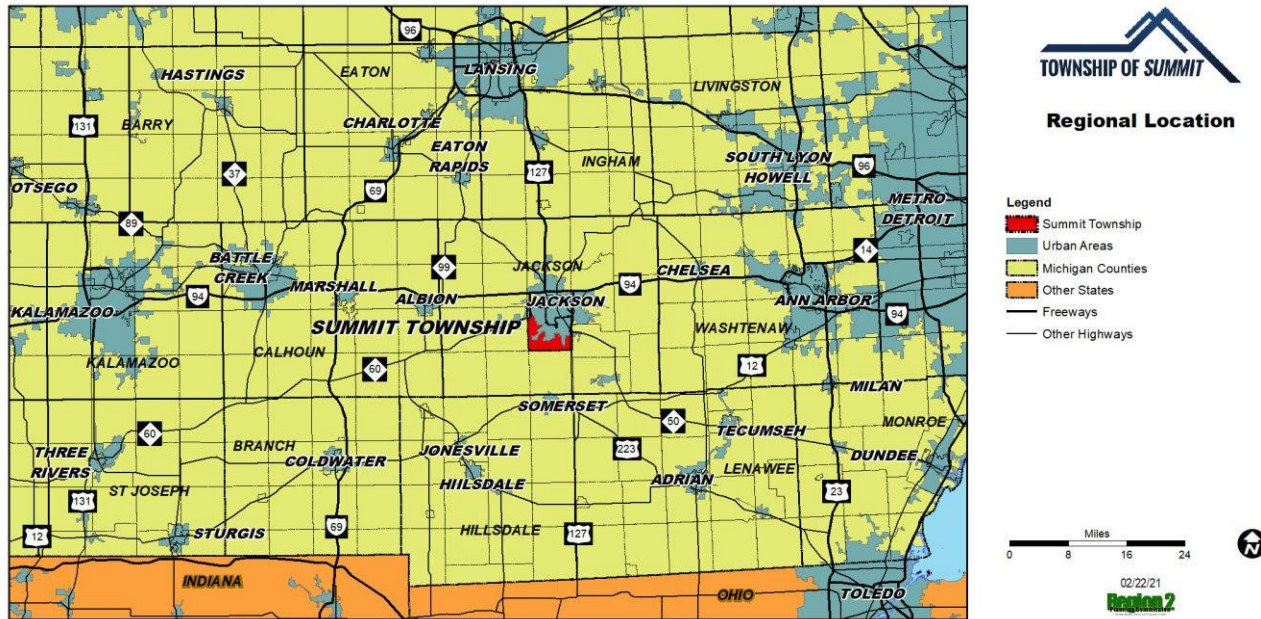 96
HASTINGS
EATON
LANSING
LIVINGSTON
131
BARRY
CHARLOTTE
EATON
RAPIDS
INGHAM
SOUTH LYON
HOWELL
96
37
127
69
OTSEGO
METRO-
DETROIT
89
14
BATTLE
CREEK
99
JACKSON
CHELSEA
94
MARSHALL
ALBION
JACKSON
94
ANN ARBOR
KALAMAZOO
94
SUMMIT TOWNSHIP
WASHTENAW
CALHOUN
KALAMAZOO
60
12
MILAN
SOMERSET
50
MONROE
60
BRANCH
JONESVILLE
223
TECUMSEH
THREE
RIVERS
COLDWATER
LENAWEE
DUNDEE
HIILSDALE
ADRIAN
ST JOSEPH
131
23
12
STURGIS
69
HILLSDALE
127
INDIANA
OHIO
TOLEDO
TOWNSHIP OF SUMMIT
Regional Location
Legend
Summit Township
Urban Areas
Michigan Counties
Other States
Freeways
Other Highways
Miles
0 8 16 24
N
02/22/21
Region 2
Planning Commission